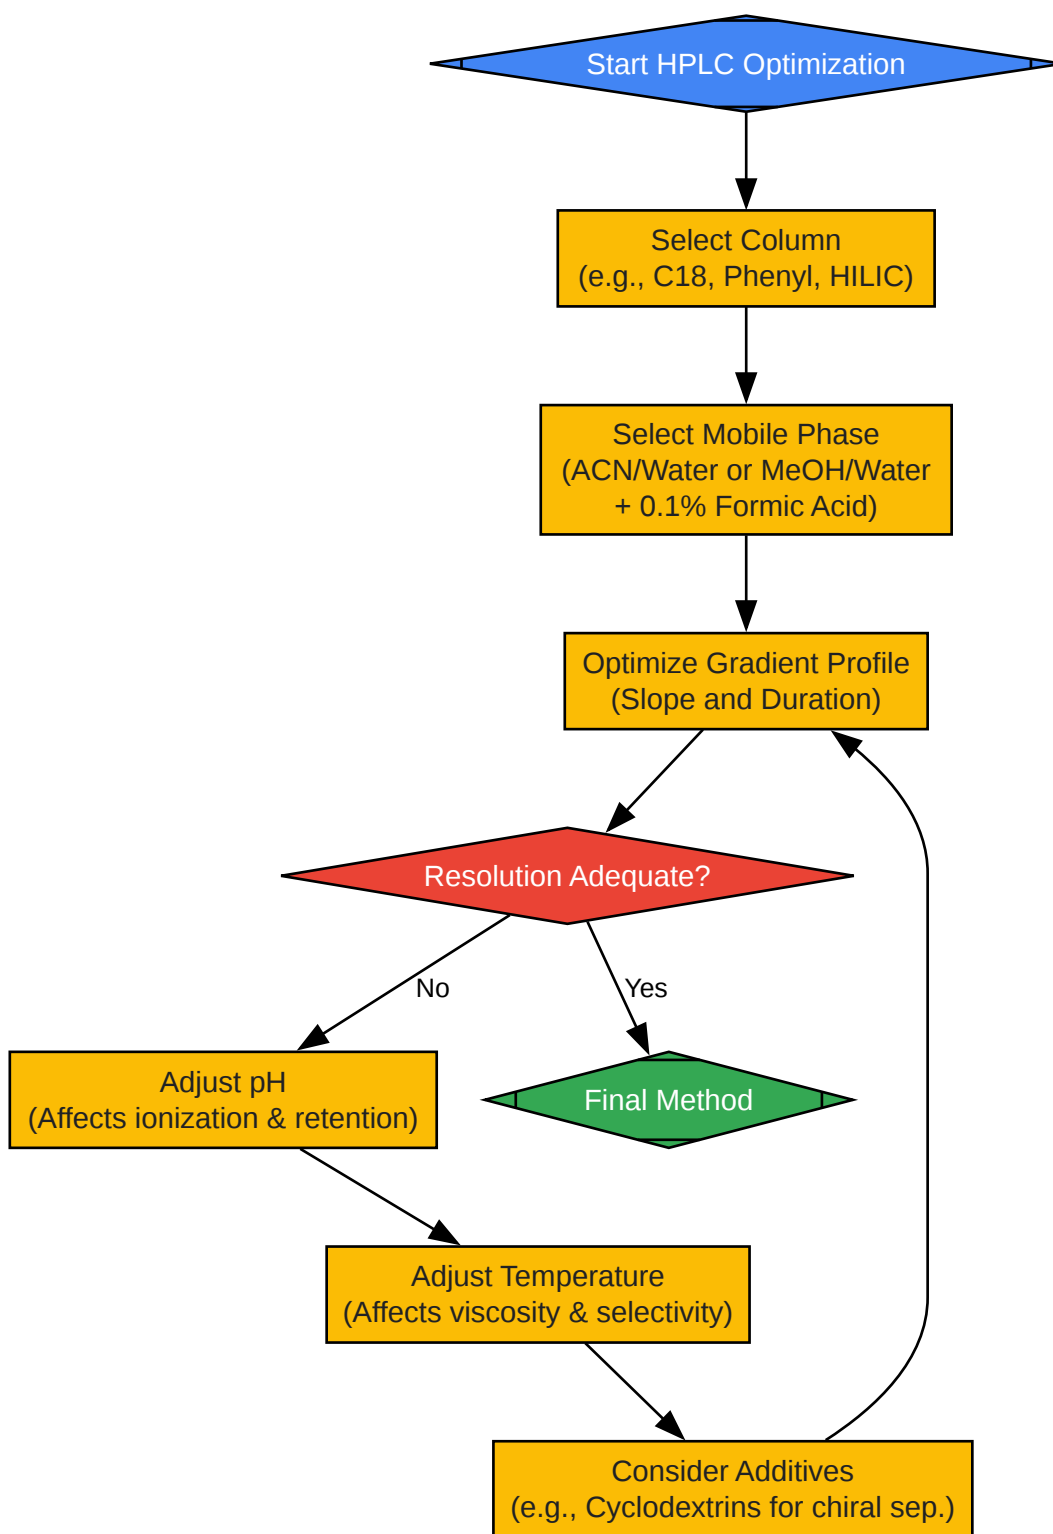 Start HPLC Optimization
Select Column
(e.g., C18, Phenyl, HILIC)
Select Mobile Phase
(ACN/Water or MeOH/Water
+ 0.1% Formic Acid)
Optimize Gradient Profile
(Slope and Duration)
Resolution Adequate?
No
Yes
Adjust pH
(Affects ionization & retention)
Final Method
Adjust Temperature
(Affects viscosity & selectivity)
Consider Additives
(e.g., Cyclodextrins for chiral sep.)